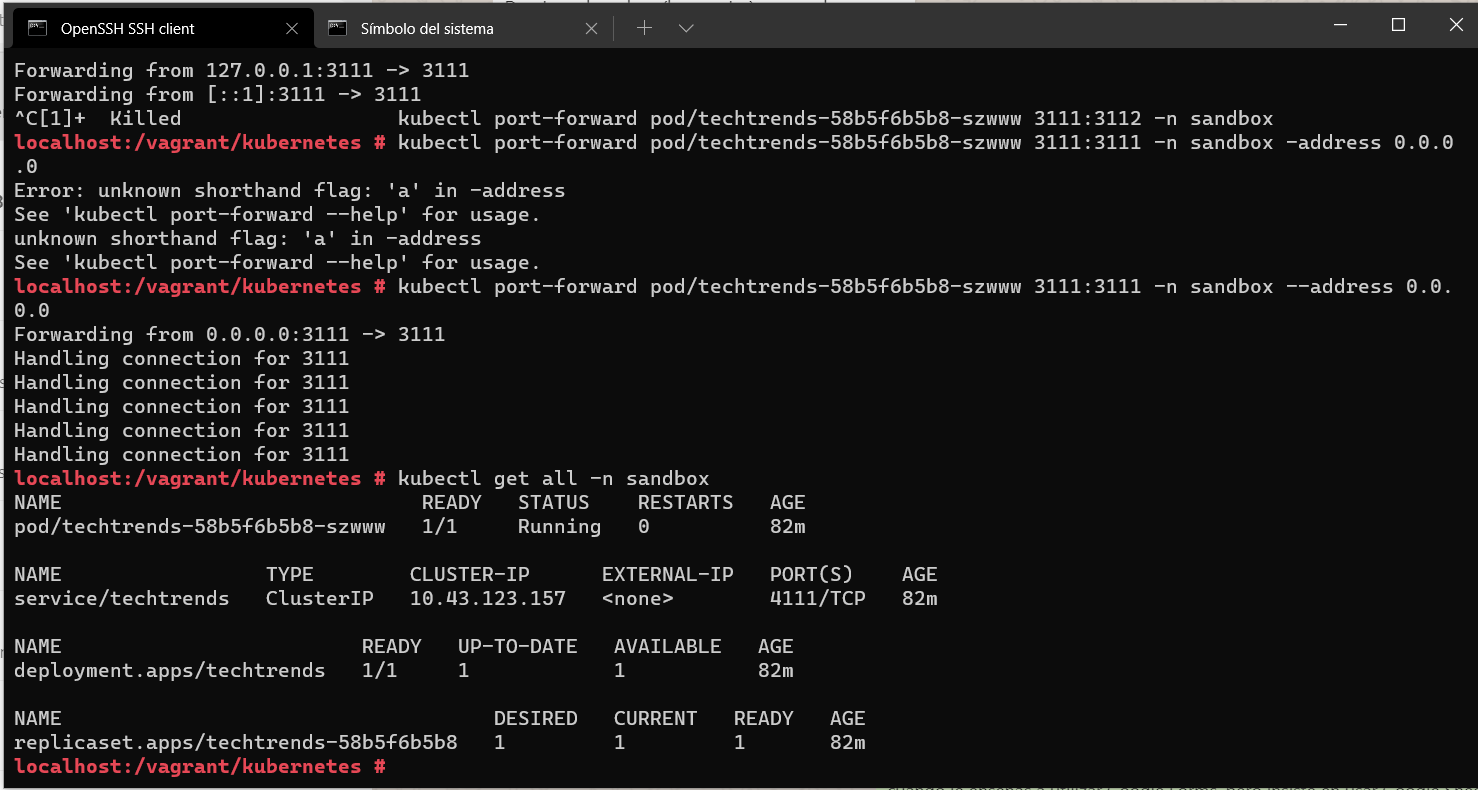 OpenSSH SSH client
Símbolo del sistema
Forwarding from 127.0.0.1:3111 -> 3111
Forwarding from [::1]:3111 -> 3111
^C[1]+  Killed                  kubectl port-forward pod/techtrends-58b5f6b5b8-szwww 3111:3112 -n sandbox
localhost:/vagrant/kubernetes # kubectl port-forward pod/techtrends-58b5f6b5b8-szwww 3111:3111 -n sandbox -address 0.0.0
.0
Error: unknown shorthand flag: 'a' in -address
See 'kubectl port-forward --help' for usage.
unknown shorthand flag: 'a' in -address
See 'kubectl port-forward --help' for usage.
localhost:/vagrant/kubernetes # kubectl port-forward pod/techtrends-58b5f6b5b8-szwww 3111:3111 -n sandbox --address 0.0.
0.0
Forwarding from 0.0.0.0:3111 -> 3111
Handling connection for 3111
Handling connection for 3111
Handling connection for 3111
Handling connection for 3111
Handling connection for 3111
localhost:/vagrant/kubernetes # kubectl get all -n sandbox
NAME                              READY   STATUS    RESTARTS   AGE
pod/techtrends-58b5f6b5b8-szwww   1/1     Running   0          82m
NAME                 TYPE        CLUSTER-IP      EXTERNAL-IP   PORT(S)    AGE
service/techtrends   ClusterIP   10.43.123.157   <none>        4111/TCP   82m
NAME                         READY   UP-TO-DATE   AVAILABLE   AGE
deployment.apps/techtrends   1/1     1            1           82m
NAME                                    DESIRED   CURRENT   READY   AGE
replicaset.apps/techtrends-58b5f6b5b8   1         1         1       82m
localhost:/vagrant/kubernetes #